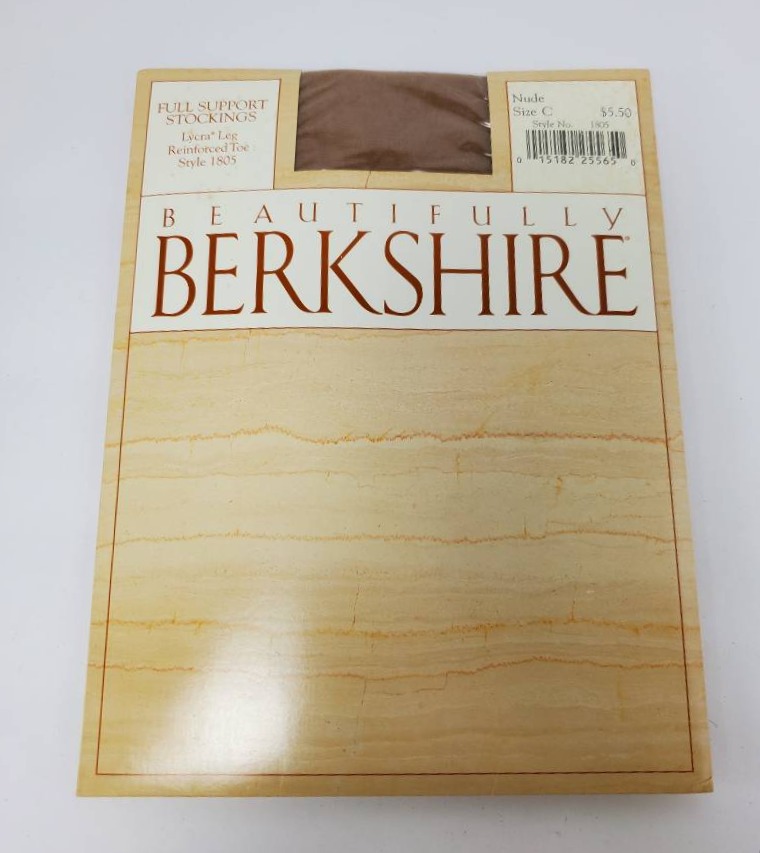 FULL SUPPORT
STOCKINGS
Lycra® Leg
Reinforced Toe
Style 1805
Nude
Size C $5.50
Style No. 1805
0 15182 25565 8
BEAUTIFULLY
BERKSHIRE